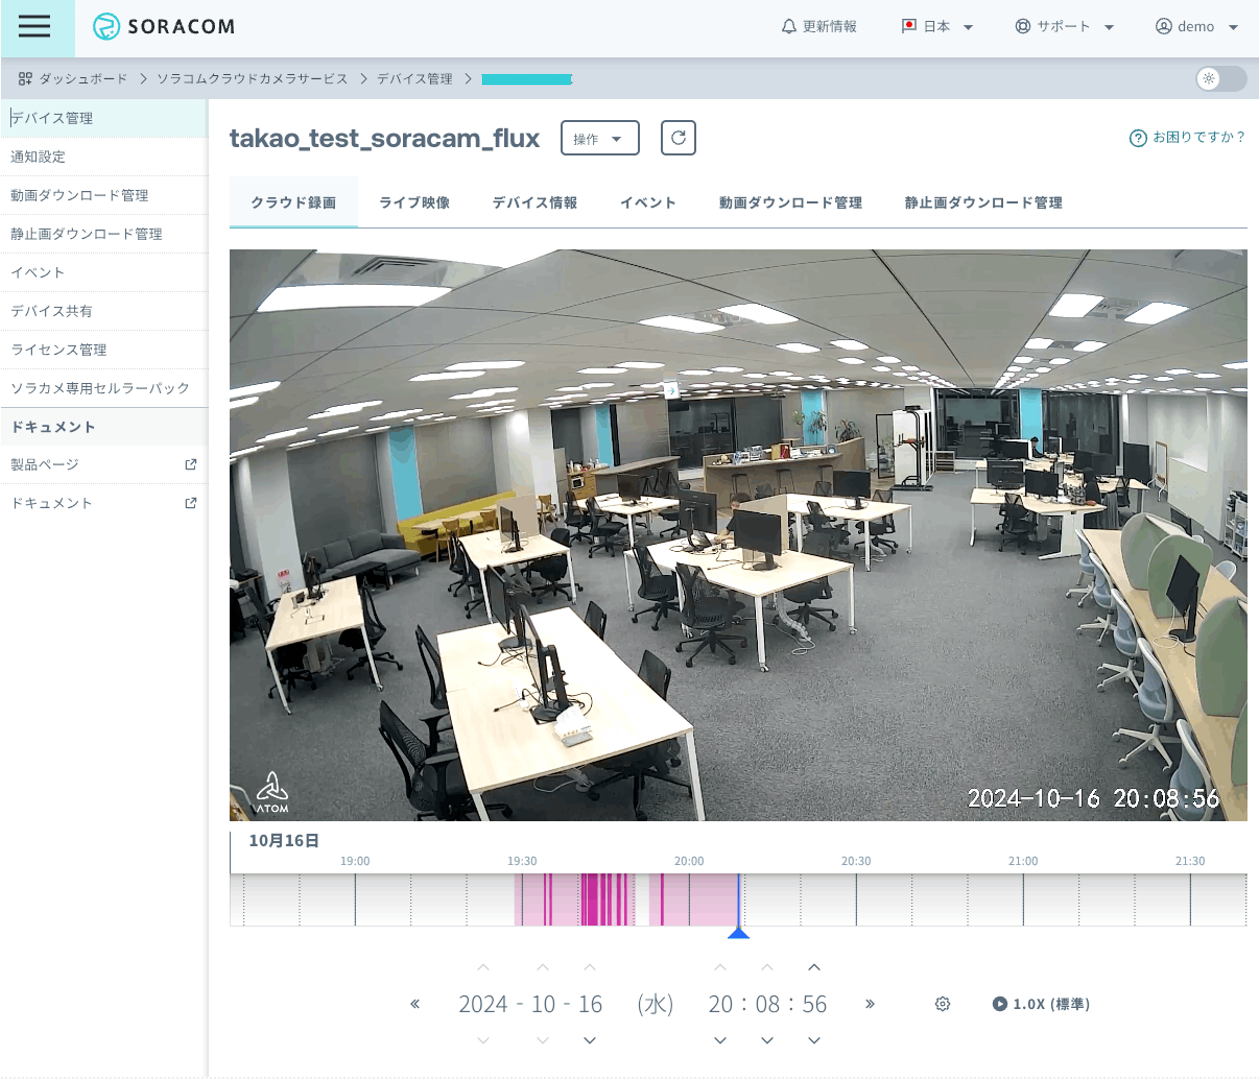 SORACOM
更新情報
日本
サポート
demo
ダッシュボード
ソラコムクラウドカメラサービス
デバイス管理
デバイス管理
通知設定
動画ダウンロード管理
静止画ダウンロード管理
イベント
デバイス共有
ライセンス管理
ソラカメ専用セルラーパック
ドキュメント
製品ページ
ドキュメント
takao_test_soracam_flux
操作
お困りですか？
クラウド録画
ライブ映像
デバイス情報
イベント
動画ダウンロード管理
静止画ダウンロード管理
ATOM
2024-10-16 20:08:56
10月16日
19:00
19:30
20:00
20:30
21:00
21:30
2024 - 10 - 16 (水) 20 : 08 : 56
1.0X (標準)